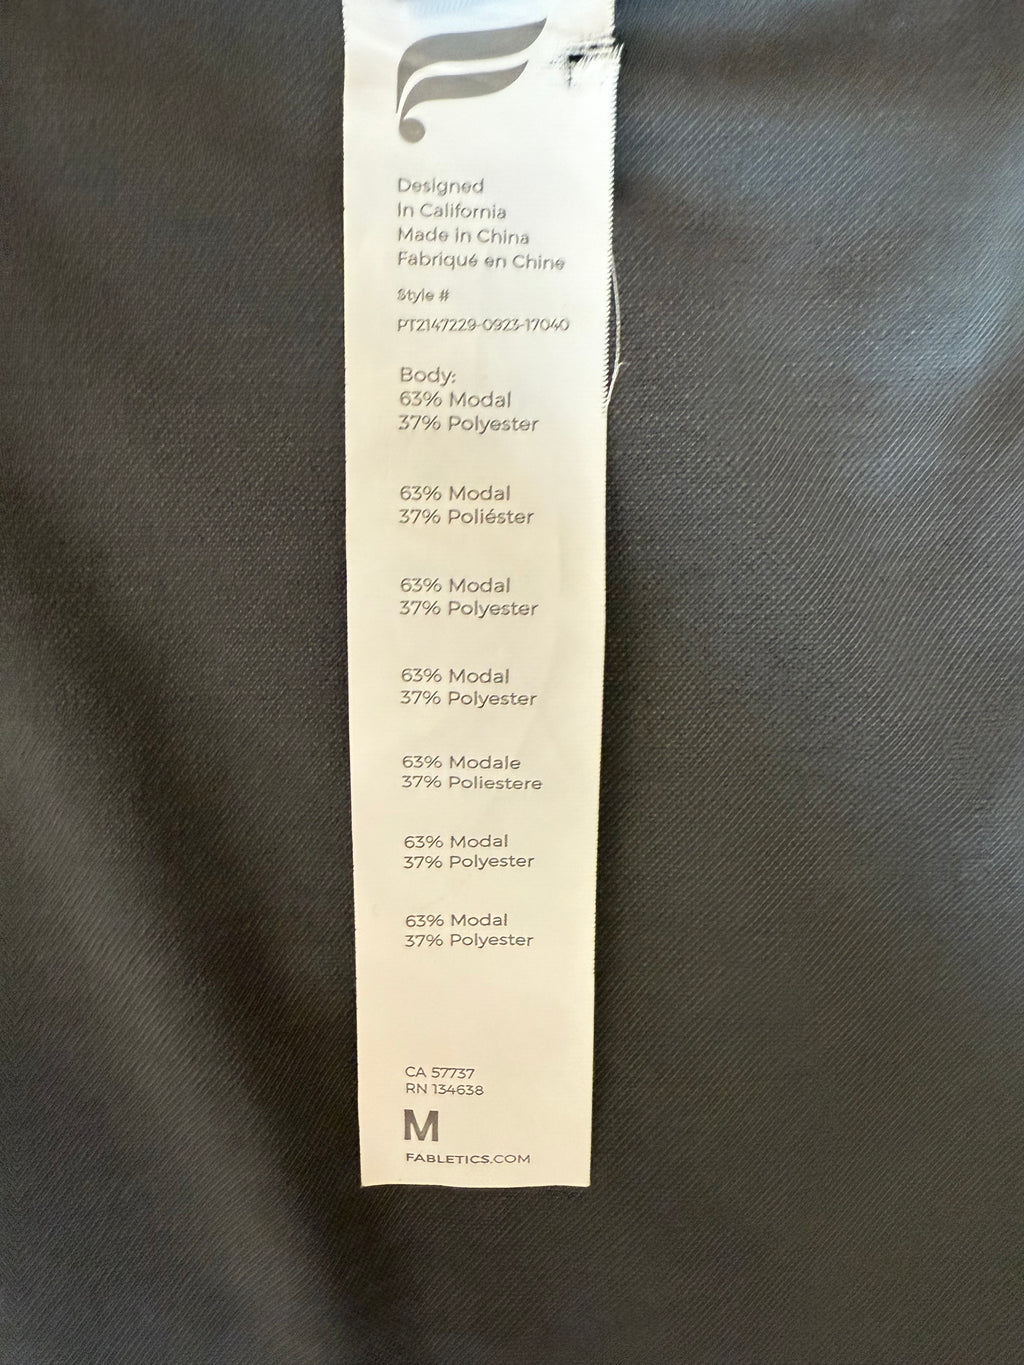 Designed
In California
Made in China
Fabriqué en Chine
Style #
PT2147229-0923-17040
Body:
63% Modal
37% Polyester
63% Modal
37% Poliéster
63% Modal
37% Polyester
63% Modal
37% Polyester
63% Modale
37% Poliestere
63% Modal
37% Polyester
63% Modal
37% Polyester
CA 57737
RN 134638
M
FABLETICS.COM